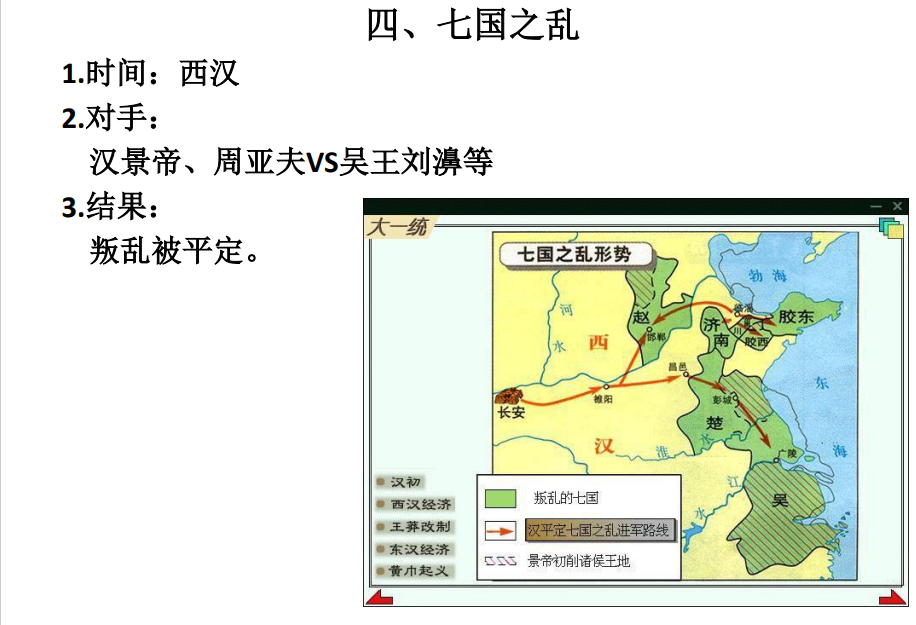 四、七国之乱
1.时间：西汉
2.对手：
汉景帝、周亚夫VS吴王刘濞等
3.结果：
叛乱被平定。
大一统
七国之乱形势
勃海
河水
赵
邯郸
临淄
胶东
济南
川
胶西
西
昌邑
东海
睢阳
彭城
长安
楚
汉
淮水
广陵
江水
吴
汉初
西汉经济
王莽改制
东汉经济
黄巾起义
叛乱的七国
汉平定七国之乱进军路线
景帝初削诸侯王地